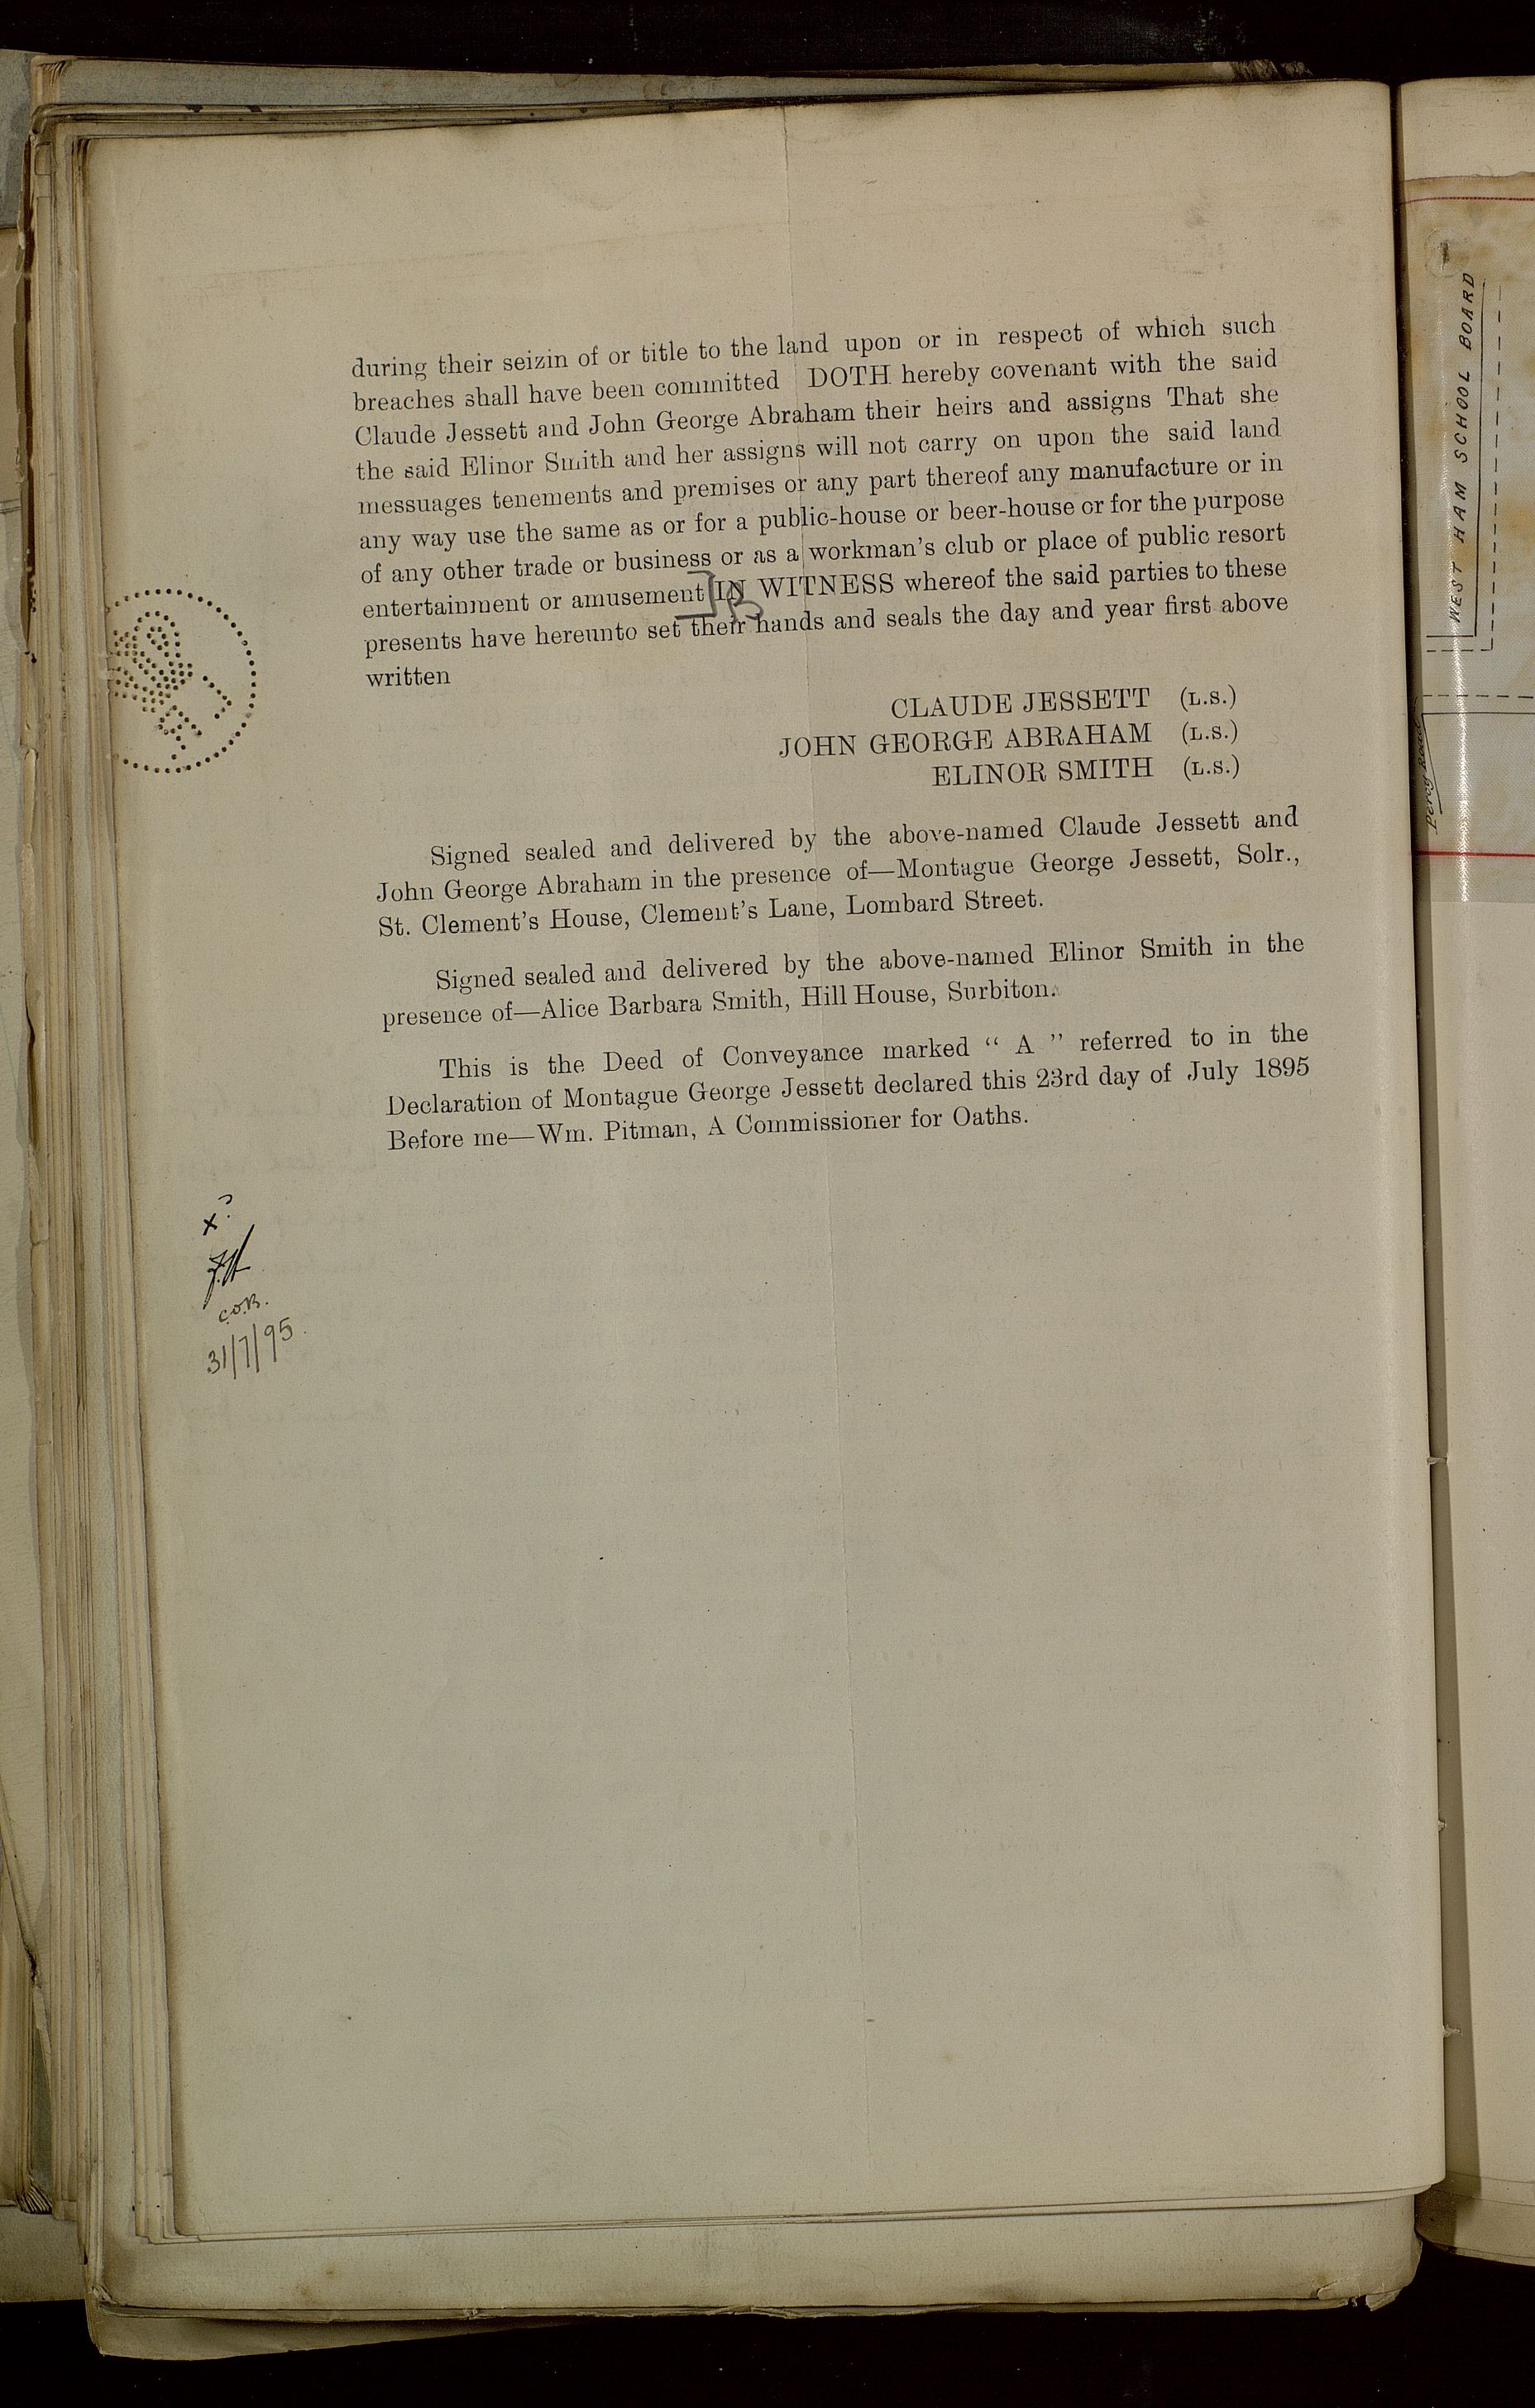 during their seizin of or title to the land upon or in respect of which such
breaches shall have been committed DOTH hereby covenant with the said
Claude Jessett and John George Abraham their heirs and assigns That she
the said Elinor Smith and her assigns will not carry on upon the said land
messuages tenements and premises or any part thereof any manufacture or in
any way use the same as or for a public-house or beer-house or for the purpose
of any other trade or business or as a workman's club or place of public resort
entertainment or amusement IN WITNESS whereof the said parties to these
presents have hereunto set their hands and seals the day and year first above
written
CLAUDE JESSETT (L.S.)
JOHN GEORGE ABRAHAM (L.S.)
ELINOR SMITH (L.S.)
Signed sealed and delivered by the above-named Claude Jessett and
John George Abraham in the presence of—Montague George Jessett, Solr.,
St. Clement's House, Clement's Lane, Lombard Street.
Signed sealed and delivered by the above-named Elinor Smith in the
presence of—Alice Barbara Smith, Hill House, Surbiton.
This is the Deed of Conveyance marked " A " referred to in the
Declaration of Montague George Jessett declared this 23rd day of July 1895
Before me—Wm. Pitman, A Commissioner for Oaths.
31/7/95
WEST HAM SCHOOL BOARD
Percy Road